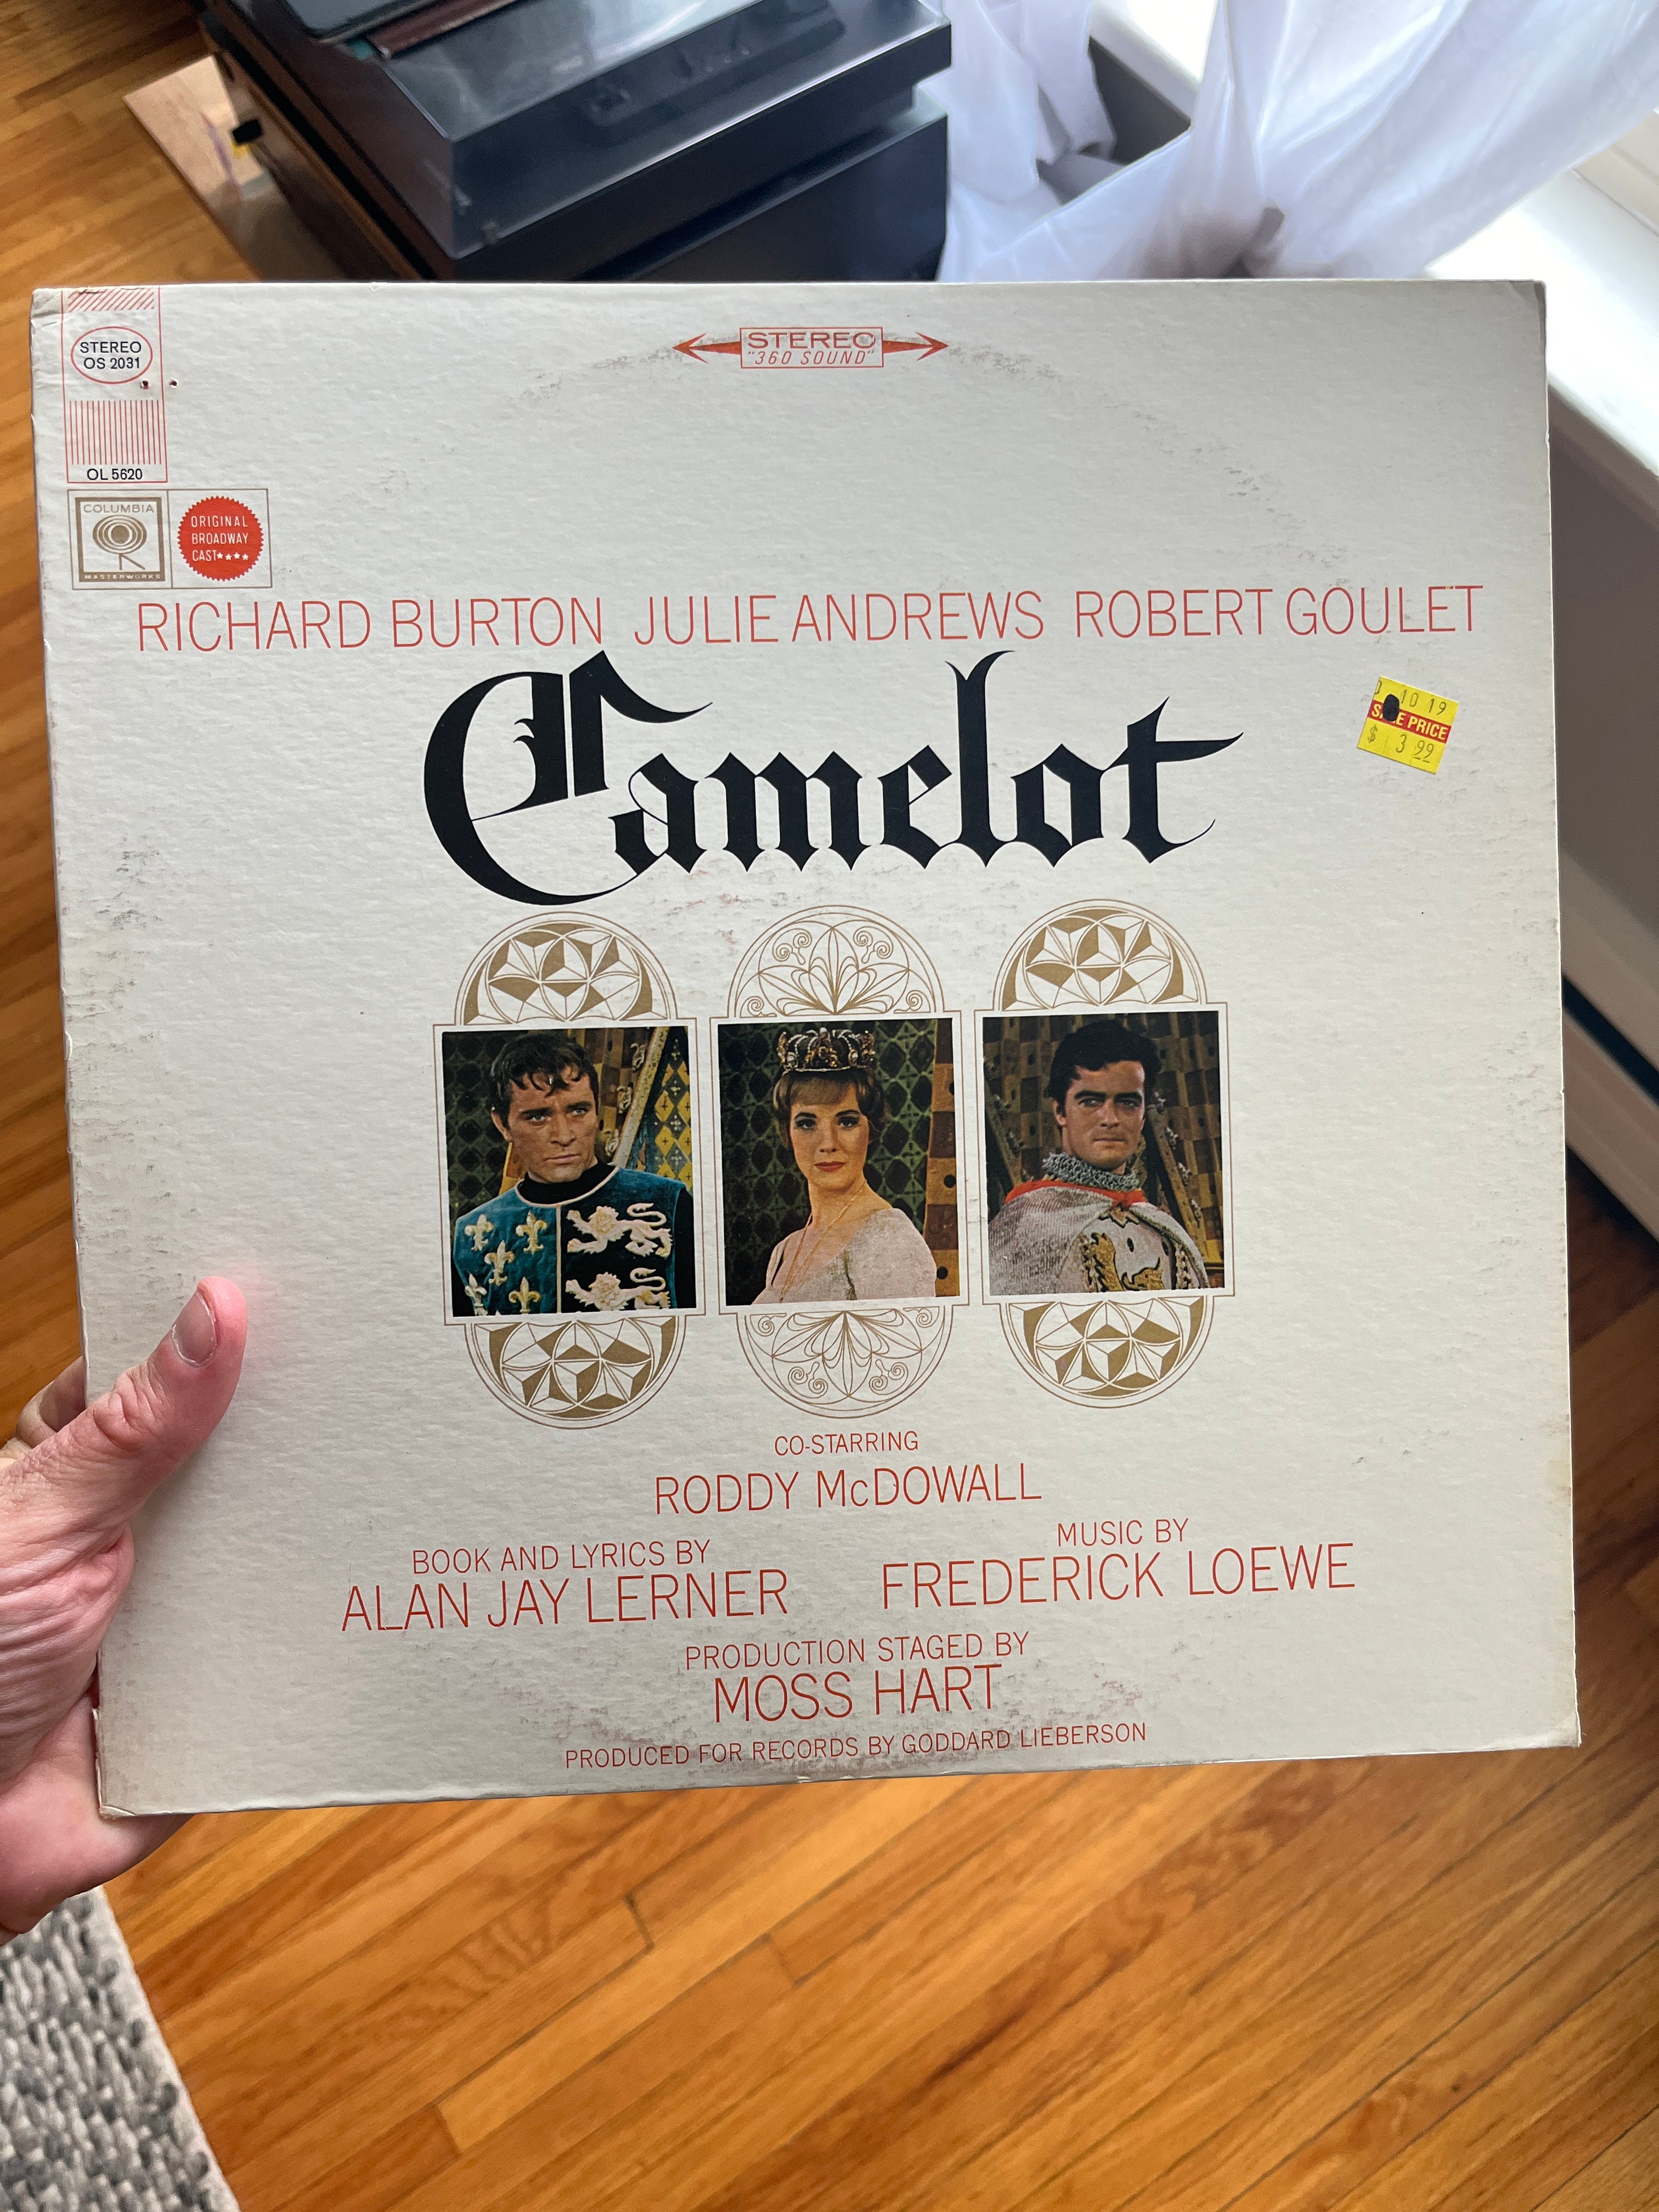 STEREO
OS 2031
OL 5620
STEREO
"360 SOUND"
COLUMBIA
MASTERWORKS
ORIGINAL
BROADWAY
CAST★★★★
RICHARD BURTON JULIE ANDREWS ROBERT GOULET
Camelot
10 19
PRICE
$ 3 99
CO-STARRING
RODDY McDOWALL
BOOK AND LYRICS BY
ALAN JAY LERNER
MUSIC BY
FREDERICK LOEWE
PRODUCTION STAGED BY
MOSS HART
PRODUCED FOR RECORDS BY GODDARD LIEBERSON